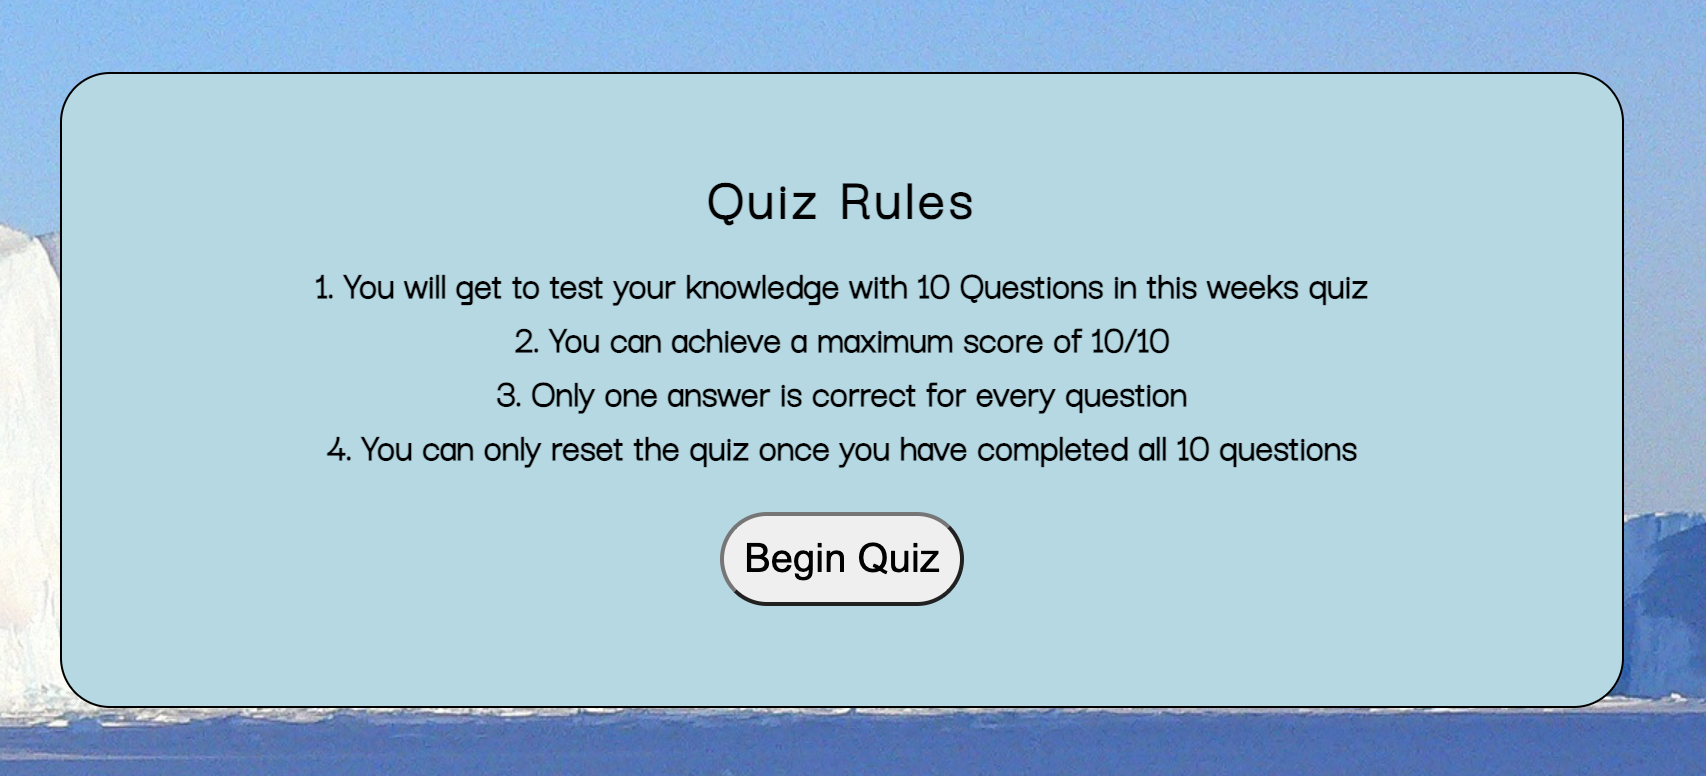 Quiz Rules
1. You will get to test your knowledge with 10 Questions in this weeks quiz
2. You can achieve a maximum score of 10/10
3. Only one answer is correct for every question
4. You can only reset the quiz once you have completed all 10 questions
Begin Quiz